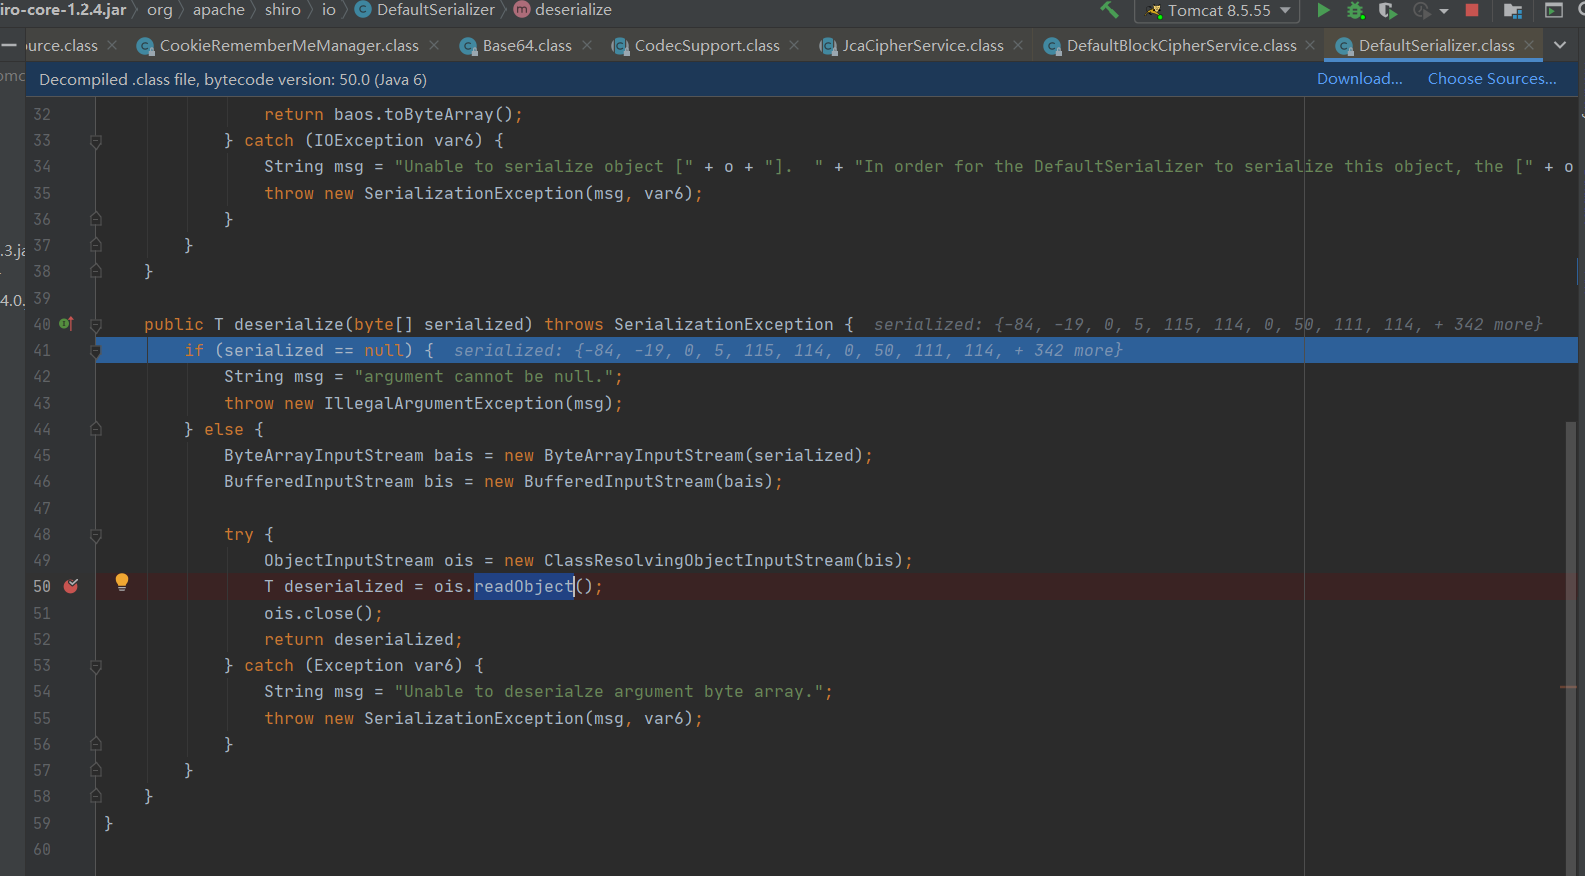 iro-core-1.2.4.jar org apache shiro io DefaultSerializer deserialize Tomcat 8.5.55
urce.class CookieRememberMeManager.class Base64.class CodecSupport.class JcaCipherService.class DefaultBlockCipherService.class DefaultSerializer.class
Decompiled .class file, bytecode version: 50.0 (Java 6) Download... Choose Sources...
32 return baos.toByteArray();
33 } catch (IOException var6) {
34 String msg = "Unable to serialize object [" + o + "].  " + "In order for the DefaultSerializer to serialize this object, the [" + o
35 throw new SerializationException(msg, var6);
36 }
37 }
.3.ja
38 }
39
4.0.
40 public T deserialize(byte[] serialized) throws SerializationException { serialized: {-84, -19, 0, 5, 115, 114, 0, 50, 111, 114, + 342 more}
41 if (serialized == null) { serialized: {-84, -19, 0, 5, 115, 114, 0, 50, 111, 114, + 342 more}
42 String msg = "argument cannot be null.";
43 throw new IllegalArgumentException(msg);
44 } else {
45 ByteArrayInputStream bais = new ByteArrayInputStream(serialized);
46 BufferedInputStream bis = new BufferedInputStream(bais);
47
48 try {
49 ObjectInputStream ois = new ClassResolvingObjectInputStream(bis);
50 T deserialized = ois.readObject();
51 ois.close();
52 return deserialized;
53 } catch (Exception var6) {
54 String msg = "Unable to deserialze argument byte array.";
55 throw new SerializationException(msg, var6);
56 }
57 }
58 }
59 }
60